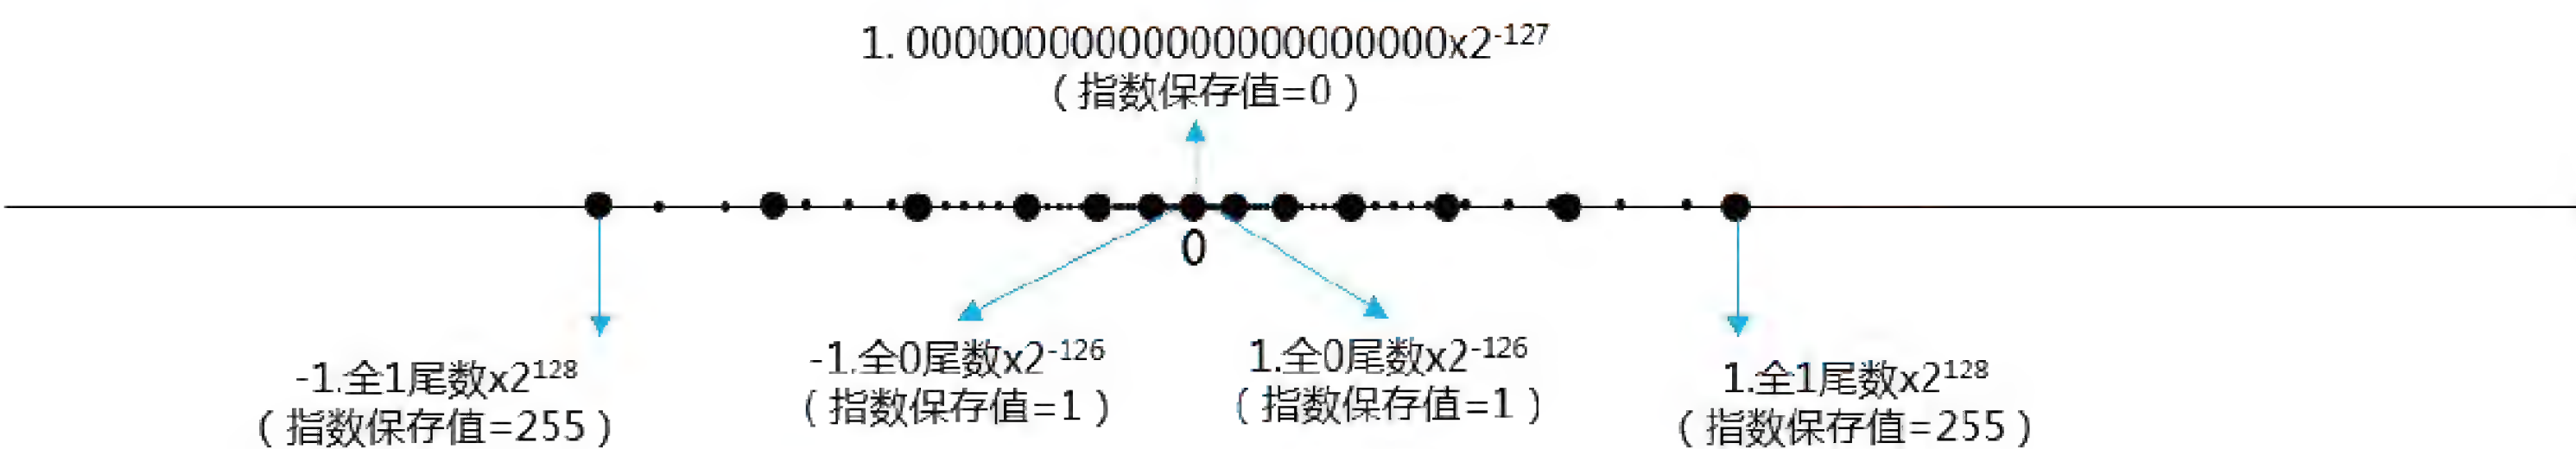 1. 00000000000000000000000x2⁻¹²⁷
(指数保存值=0)
0
-1.全1尾数x2¹²⁸
(指数保存值=255)
-1.全0尾数x2⁻¹²⁶
(指数保存值=1)
1.全0尾数x2⁻¹²⁶
(指数保存值=1)
1.全1尾数x2¹²⁸
(指数保存值=255)